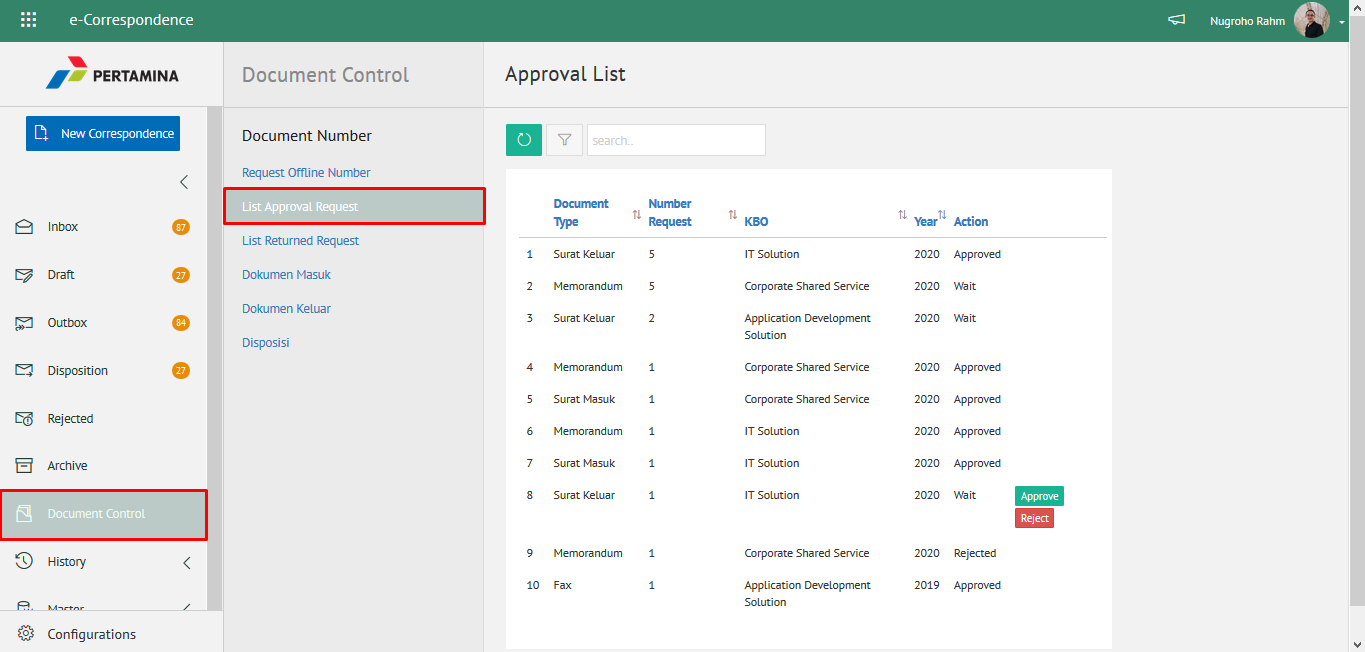 e-Correspondence
Nugroho Rahm
PERTAMINA
New Correspondence
Inbox 87
Draft 27
Outbox 84
Disposition 27
Rejected
Archive
Document Control
History
Master
Configurations
Document Control
Document Number
Request Offline Number
List Approval Request
List Returned Request
Dokumen Masuk
Dokumen Keluar
Disposisi
Approval List
search..
Document Type Number Request KBO Year Action
1 Surat Keluar 5 IT Solution 2020 Approved
2 Memorandum 5 Corporate Shared Service 2020 Wait
3 Surat Keluar 2 Application Development Solution 2020 Wait
4 Memorandum 1 Corporate Shared Service 2020 Approved
5 Surat Masuk 1 Corporate Shared Service 2020 Approved
6 Memorandum 1 IT Solution 2020 Approved
7 Surat Masuk 1 IT Solution 2020 Approved
8 Surat Keluar 1 IT Solution 2020 Wait Approve
Reject
9 Memorandum 1 Corporate Shared Service 2020 Rejected
10 Fax 1 Application Development Solution 2019 Approved